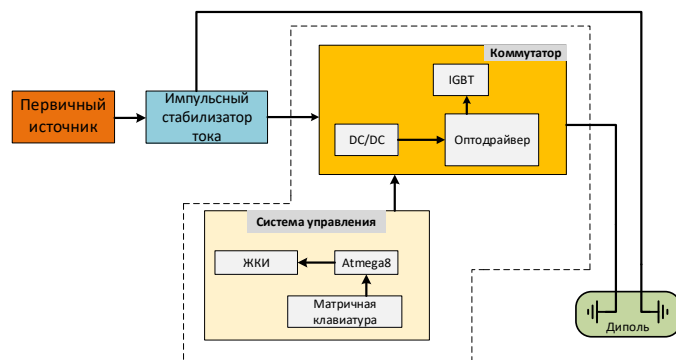 Коммутатор
IGBT
Первичный
источник
Импульсный
стабилизатор
тока
DC/DC
Оптодрайвер
Система управления
ЖКИ
Atmega8
Матричная
клавиатура
Диполь